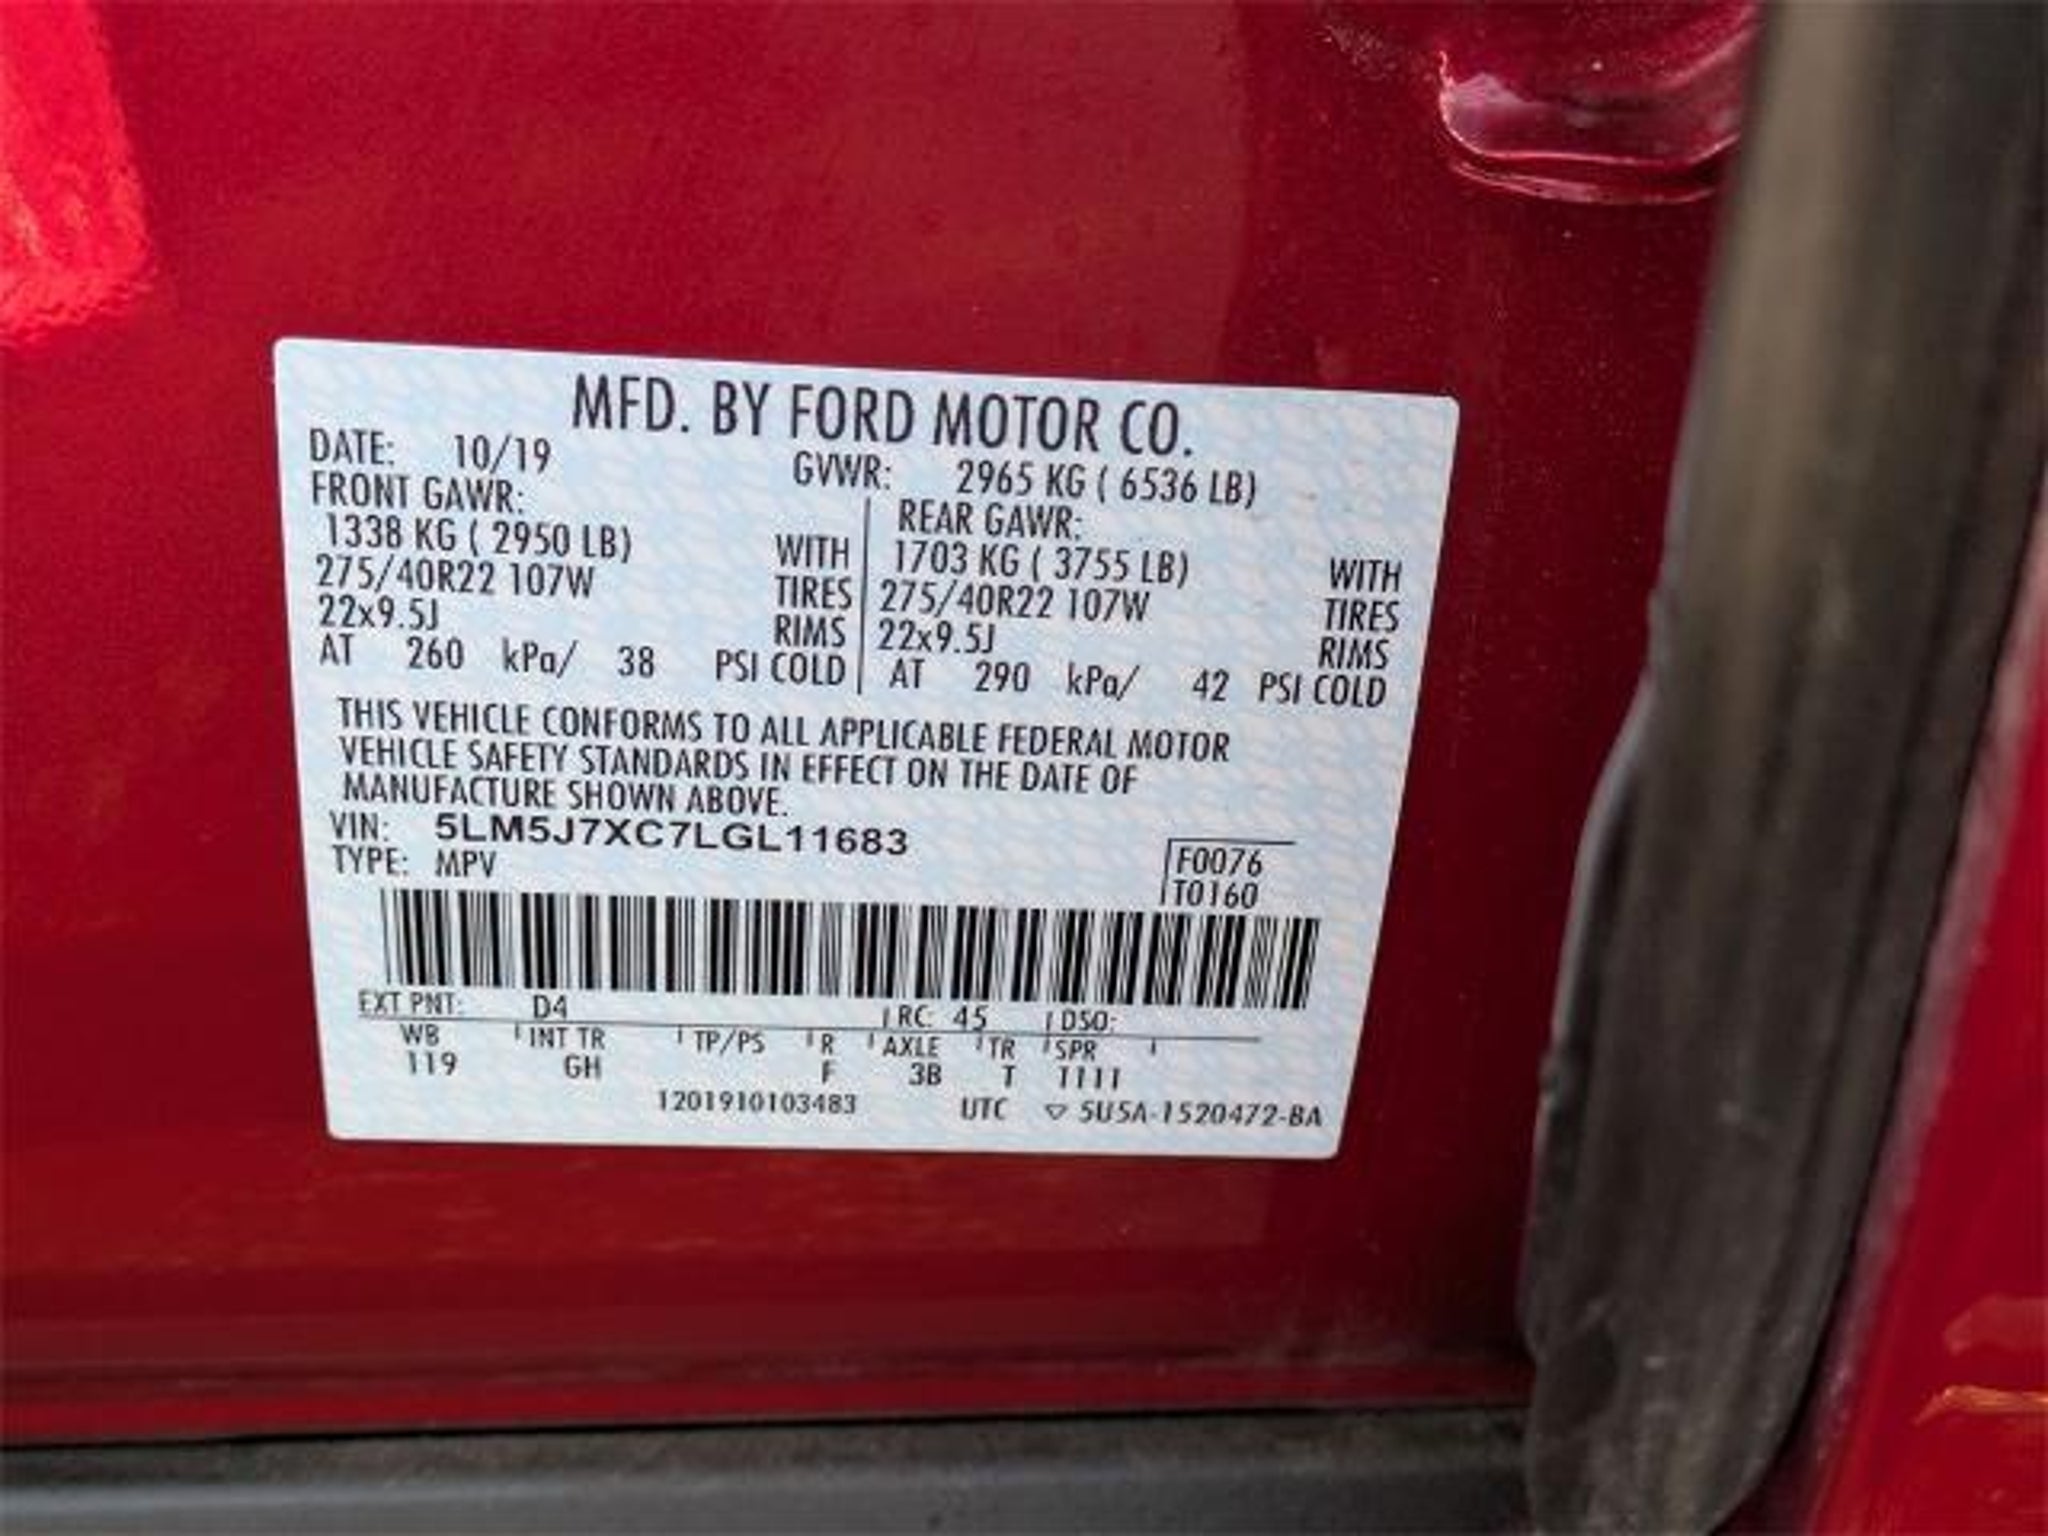 MFD. BY FORD MOTOR CO.
DATE: 10/19 GVWR: 2965 KG ( 6536 LB)
FRONT GAWR: REAR GAWR:
1338 KG ( 2950 LB) WITH 1703 KG ( 3755 LB) WITH
275/40R22 107W TIRES 275/40R22 107W TIRES
22x9.5J RIMS 22x9.5J RIMS
AT 260 kPa/ 38 PSI COLD AT 290 kPa/ 42 PSI COLD
THIS VEHICLE CONFORMS TO ALL APPLICABLE FEDERAL MOTOR
VEHICLE SAFETY STANDARDS IN EFFECT ON THE DATE OF
MANUFACTURE SHOWN ABOVE.
VIN: 5LM5J7XC7LGL11683
TYPE: MPV F0076
T0160
EXT PNT: D4 RC: 45 DSO:
WB INT TR TP/PS R AXLE TR SPR
119 GH F 3B T 1111
1201910103483 UTC ▽ 5U5A-1520472-BA